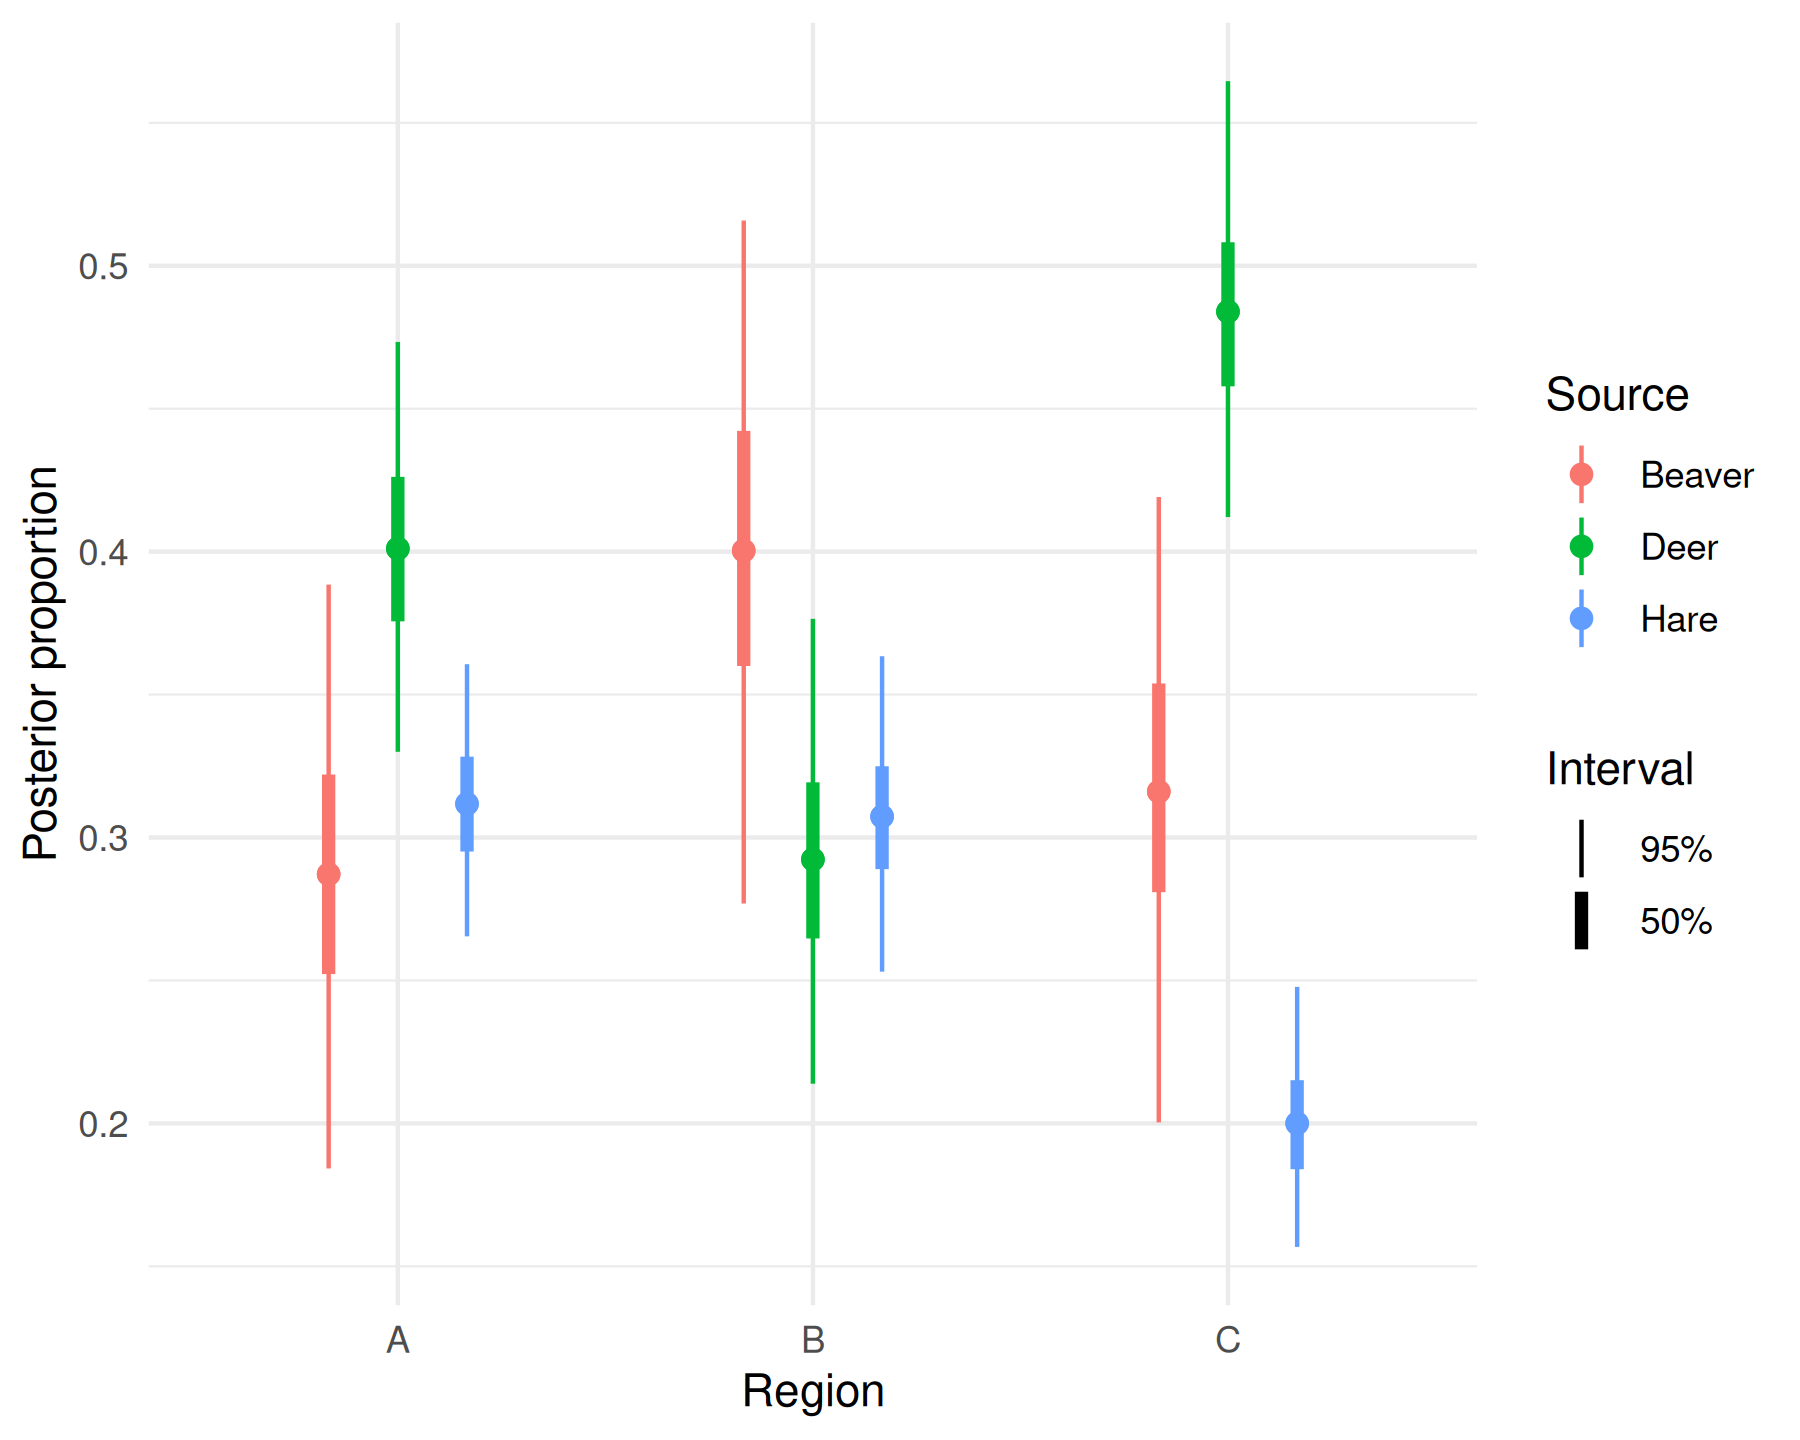 Posterior proportion
0.5
0.4
0.3
0.2
A
B
C
Region
Source
Beaver
Deer
Hare
Interval
95%
50%